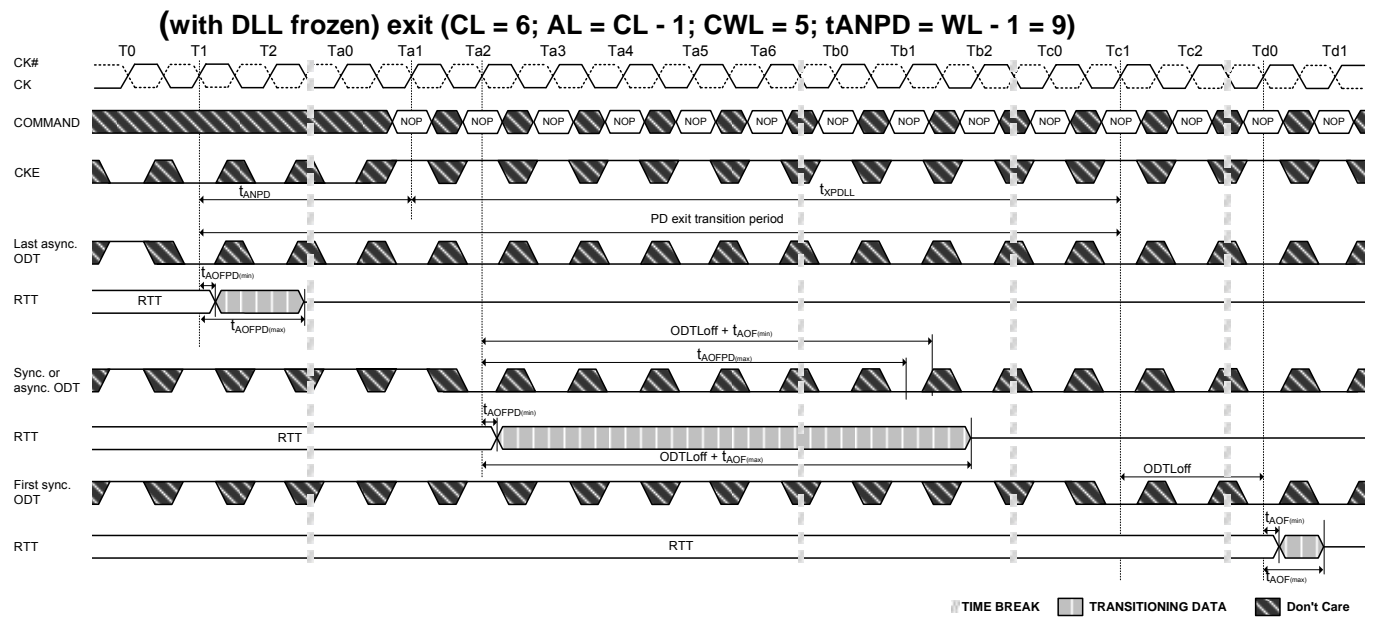 (with DLL frozen) exit (CL = 6; AL = CL - 1; CWL = 5; tANPD = WL - 1 = 9)
T0 T1 T2 Ta0 Ta1 Ta2 Ta3 Ta4 Ta5 Ta6 Tb0 Tb1 Tb2 Tc0 Tc1 Tc2 Td0 Td1
CK#
CK
COMMAND NOP NOP NOP NOP NOP NOP NOP NOP NOP NOP NOP NOP NOP NOP
CKE
tANPD tXPDLL
PD exit transition period
Last async.
ODT
tAOFPD(min)
RTT RTT
tAOFPD(max)
ODTLoff + tAOF(min)
tAOFPD(max)
Sync. or
async. ODT
tAOFPD(min)
RTT RTT
ODTLoff + tAOF(max)
ODTLoff
First sync.
ODT
tAOF(min)
RTT RTT
tAOF(max)
TIME BREAK TRANSITIONING DATA Don't Care